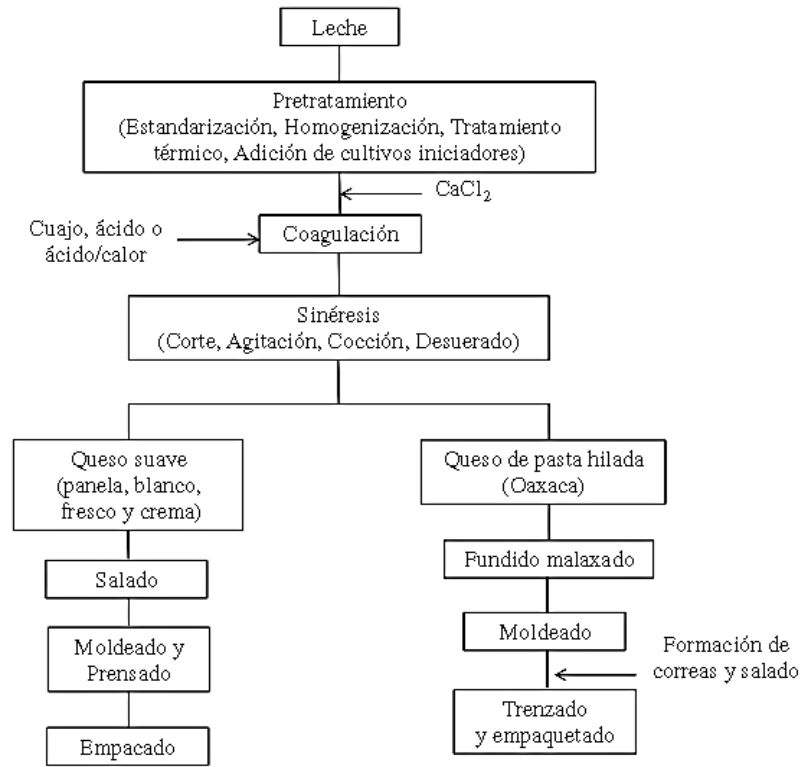 Leche
Pretratamiento
(Estandarización, Homogenización, Tratamiento
térmico, Adición de cultivos iniciadores)
CaCl₂
Cuajo, ácido o
ácido/calor
Coagulación
Sinéresis
(Corte, Agitación, Cocción, Desuerado)
Queso suave
(panela, blanco,
fresco y crema)
Salado
Moldeado y
Prensado
Empacado
Queso de pasta hilada
(Oaxaca)
Fundido malaxado
Moldeado
Formación de
correas y salado
Trenzado
y empaquetado